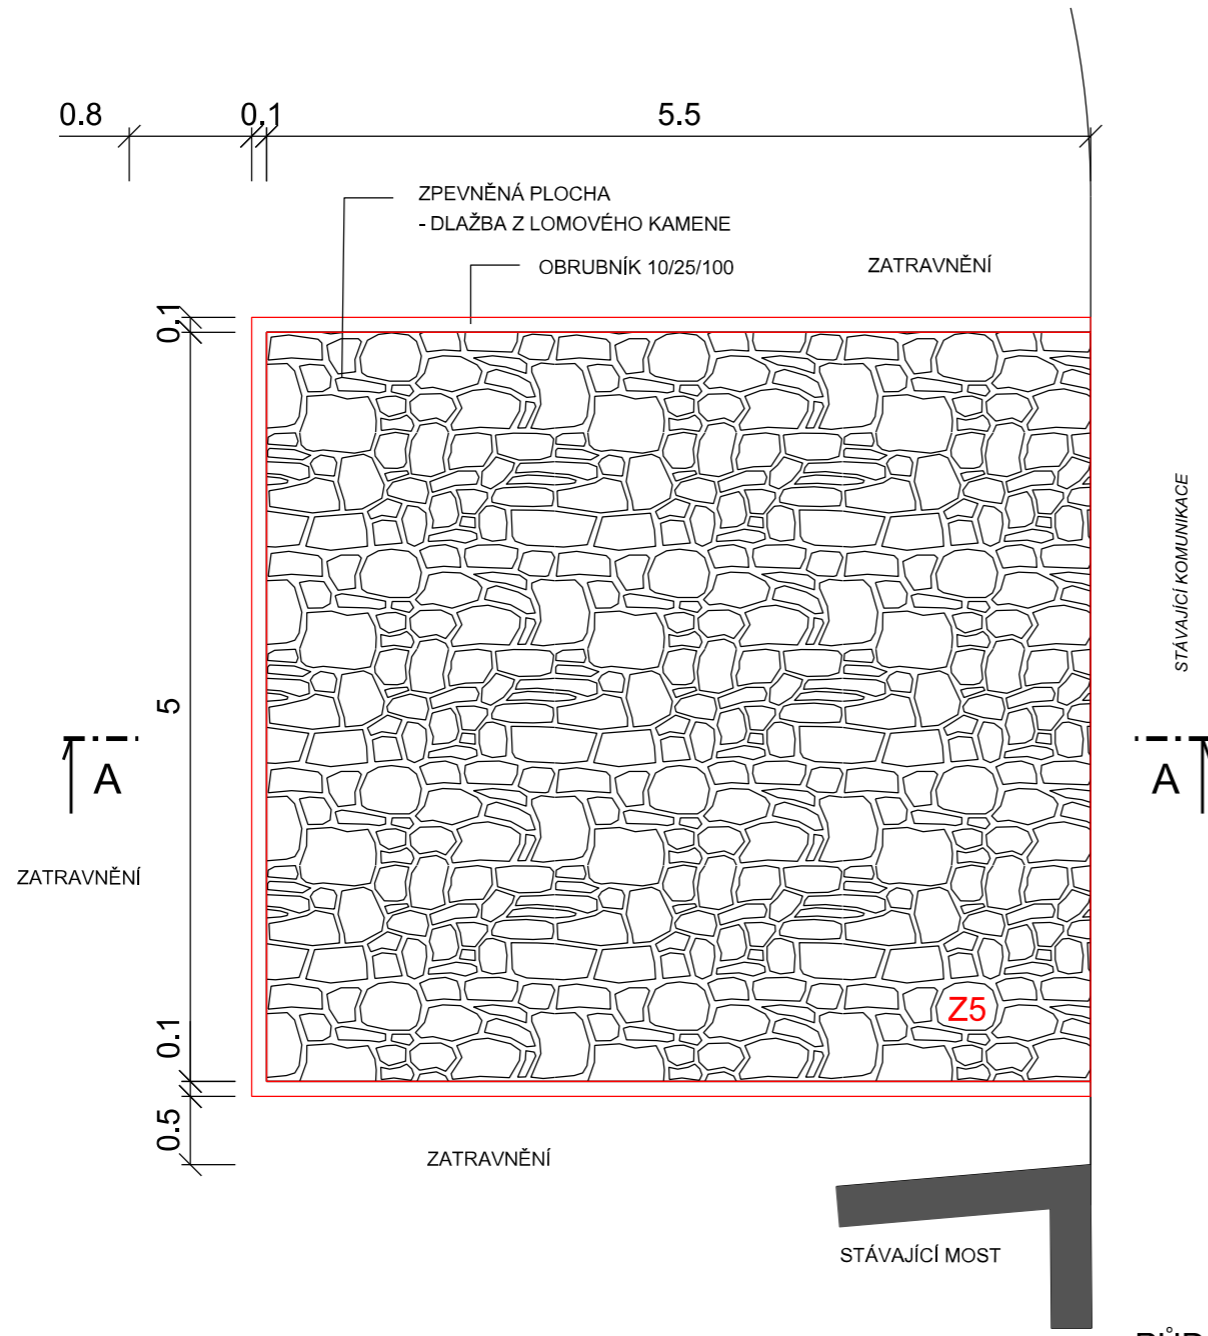 0.8
0.1
5.5
ZPEVNĚNÁ PLOCHA
- DLAŽBA Z LOMOVÉHO KAMENE
OBRUBNÍK 10/25/100
ZATRAVNĚNÍ
0.1
STÁVAJÍCÍ KOMUNIKACE
5
A
A
ZATRAVNĚNÍ
Z5
0.1
0.5
ZATRAVNĚNÍ
STÁVAJÍCÍ MOST